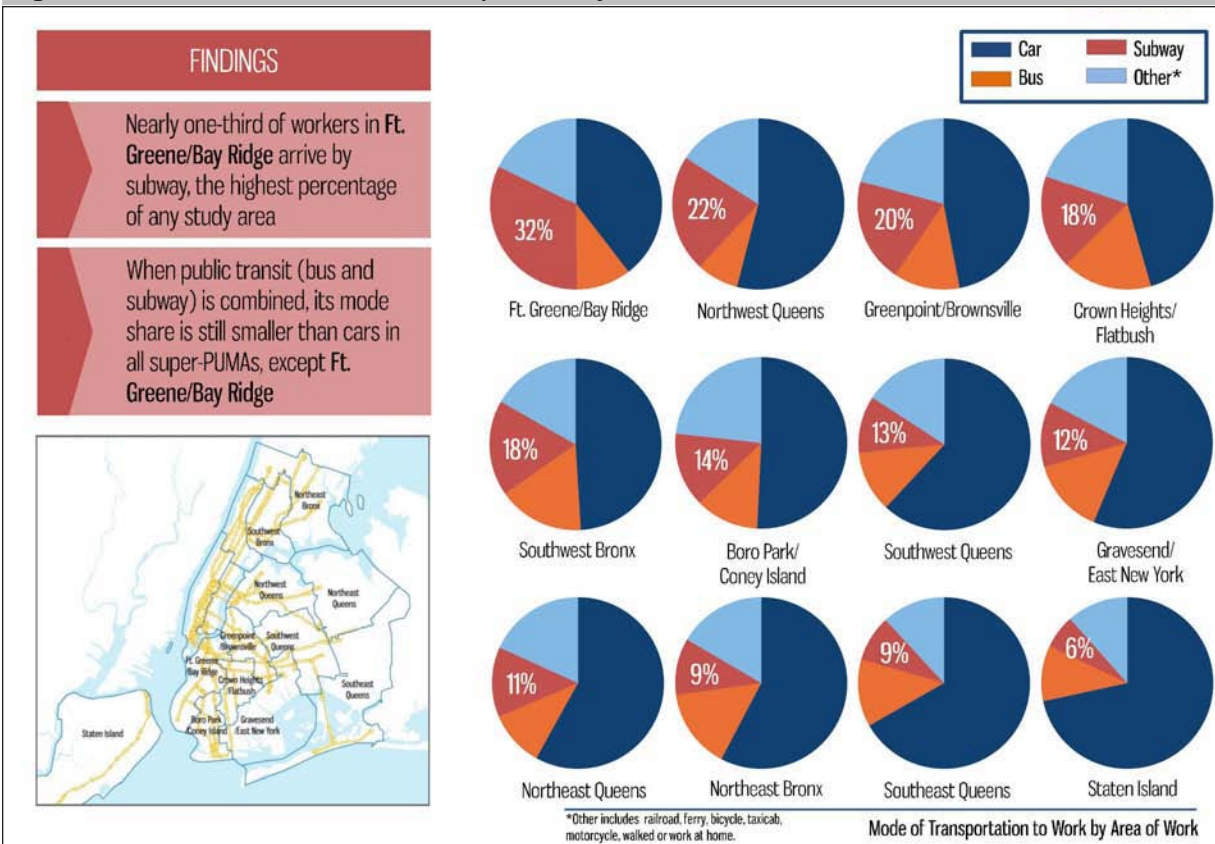 FINDINGS
Nearly one-third of workers in Ft.
Greene/Bay Ridge arrive by
subway, the highest percentage
of any study area
When public transit (bus and
subway) is combined, its mode
share is still smaller than cars in
all super-PUMAs, except Ft.
Greene/Bay Ridge
Northeast
Bronx
Southwest
Bronx
Northwest
Queens
Northeast
Queens
Greenpoint
/Brownsville
Southwest
Queens
Ft. Greene
/Bay Ridge
Crown Heights
/Flatbush
Southeast
Queens
Boro Park
/Coney Island
Gravesend
/East New York
Staten Island
Car
Subway
Bus
Other*
32%
22%
20%
18%
Ft. Greene/Bay Ridge
Northwest Queens
Greenpoint/Brownsville
Crown Heights/
Flatbush
18%
14%
13%
12%
Southwest Bronx
Boro Park/
Coney Island
Southwest Queens
Gravesend/
East New York
11%
9%
9%
6%
Northeast Queens
Northeast Bronx
Southeast Queens
Staten Island
*Other includes railroad, ferry, bicycle, taxicab,
motorcycle, walked or work at home.
Mode of Transportation to Work by Area of Work